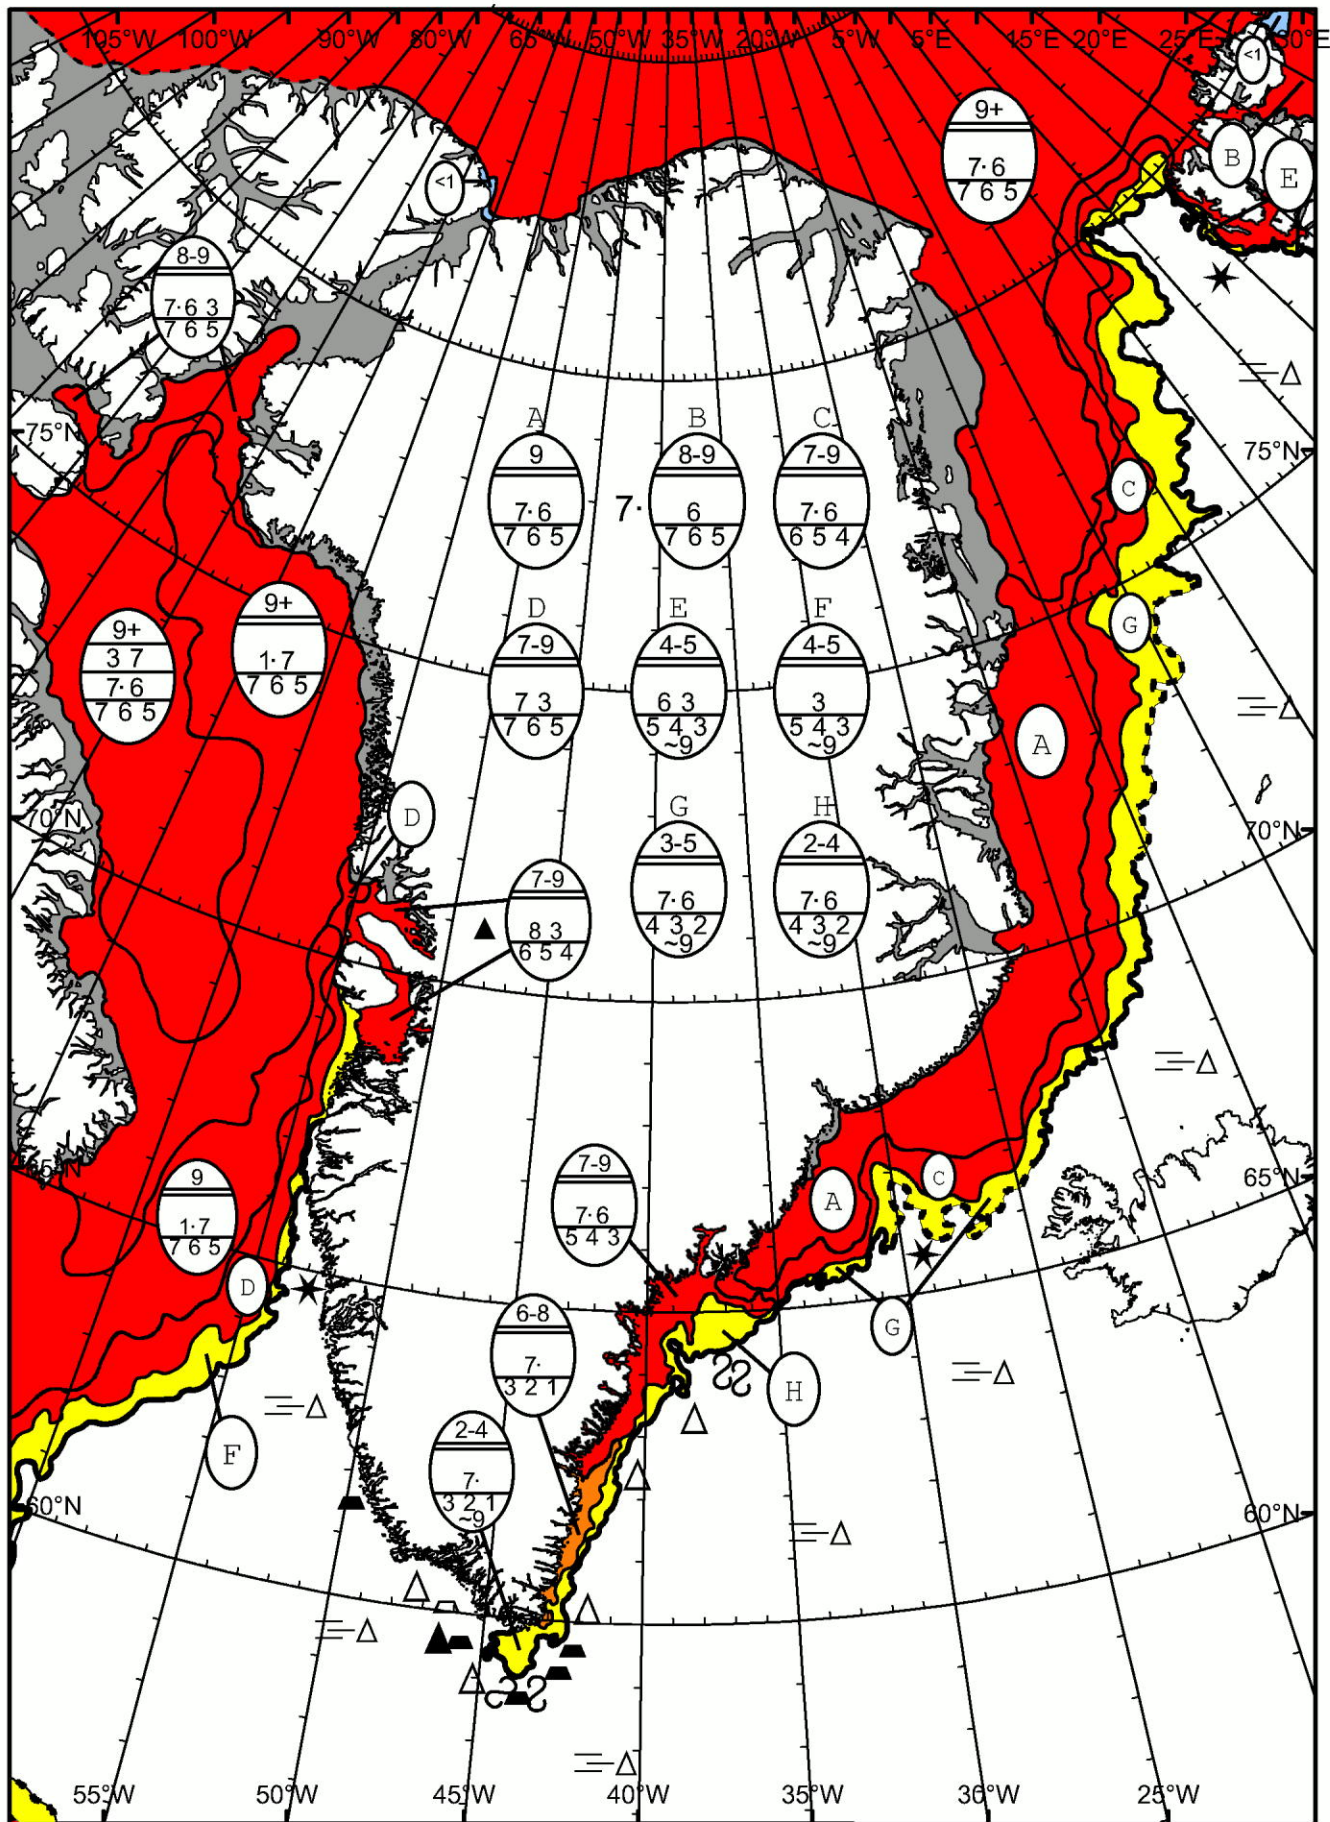 105°W 100°W 90°W 80°W 65°W 50°W 35°W 20°W 5°W 5°E 15°E 20°E 25°E 30°E
<1
9+
7·6
7 6 5
B
E
<1
8-9
7·6 3
7 6 5
75°N
75°N
A
9
7·6
7 6 5
B
8-9
7·
6
7 6 5
C
7-9
7·6
6 5 4
C
9+
3 7
7·6
7 6 5
9+
1·7
7 6 5
D
7-9
7 3
7 6 5
E
4-5
6 3
5 4 3
~9
F
4-5
3
5 4 3
~9
G
A
70°N
70°N
D
G
3-5
7·6
4 3 2
~9
H
2-4
7·6
4 3 2
~9
7-9
8 3
6 5 4
65°N
65°N
9
1·7
7 6 5
D
7-9
7·6
5 4 3
A
C
G
6-8
7·
3 2 1
H
F
2-4
7·
3 2 1
~9
60°N
60°N
55°W 50°W 45°W 40°W 35°W 30°W 25°W